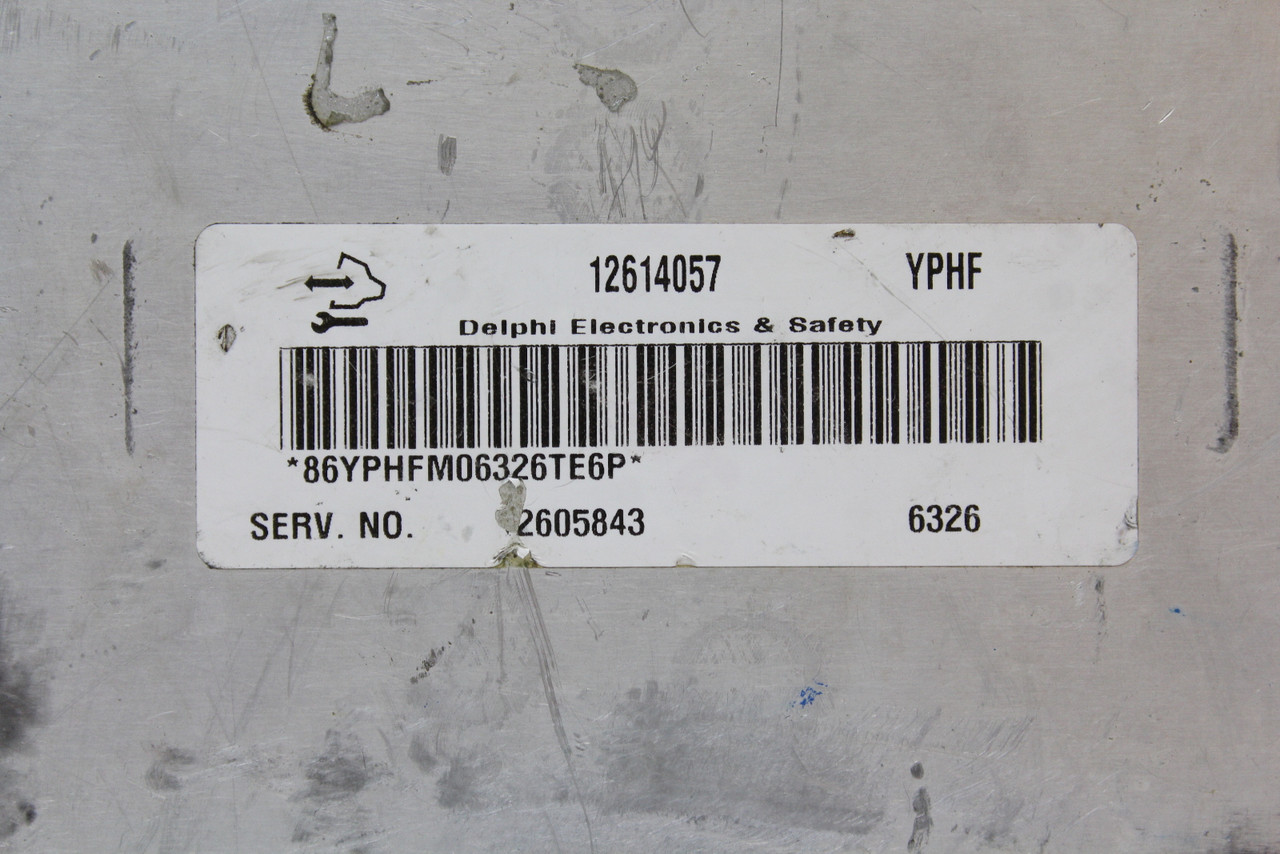 12614057 YPHF
Delphi Electronics & Safety
*86YPHFM06326TE6P*
SERV. NO. 2605843 6326